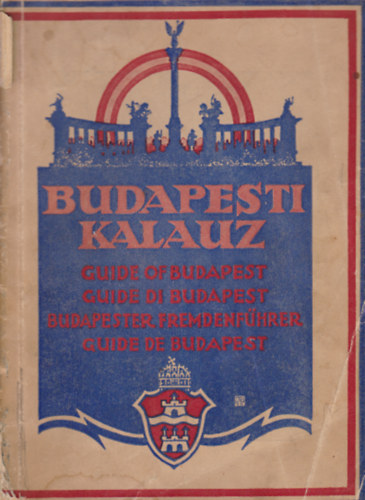 BUDAPESTI
KALAUZ
GUIDE OF BUDAPEST
GUIDE DI BUDAPEST
BUDAPESTER FREMDENFÜHRER
GUIDE DE BUDAPEST